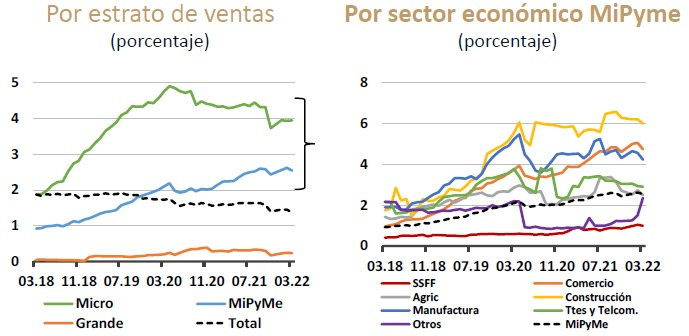 Por estrato de ventas
(porcentaje)
5
4
3
2
1
0
03.18 11.18 07.19 03.20 11.20 07.21 03.22
Micro MiPyMe
Grande Total
Por sector económico MiPyme
(porcentaje)
8
6
4
2
0
03.18 11.18 07.19 03.20 11.20 07.21 03.22
SSFF Comercio
Agric Construcción
Manufactura Ttes y Telcom.
Otros MiPyMe